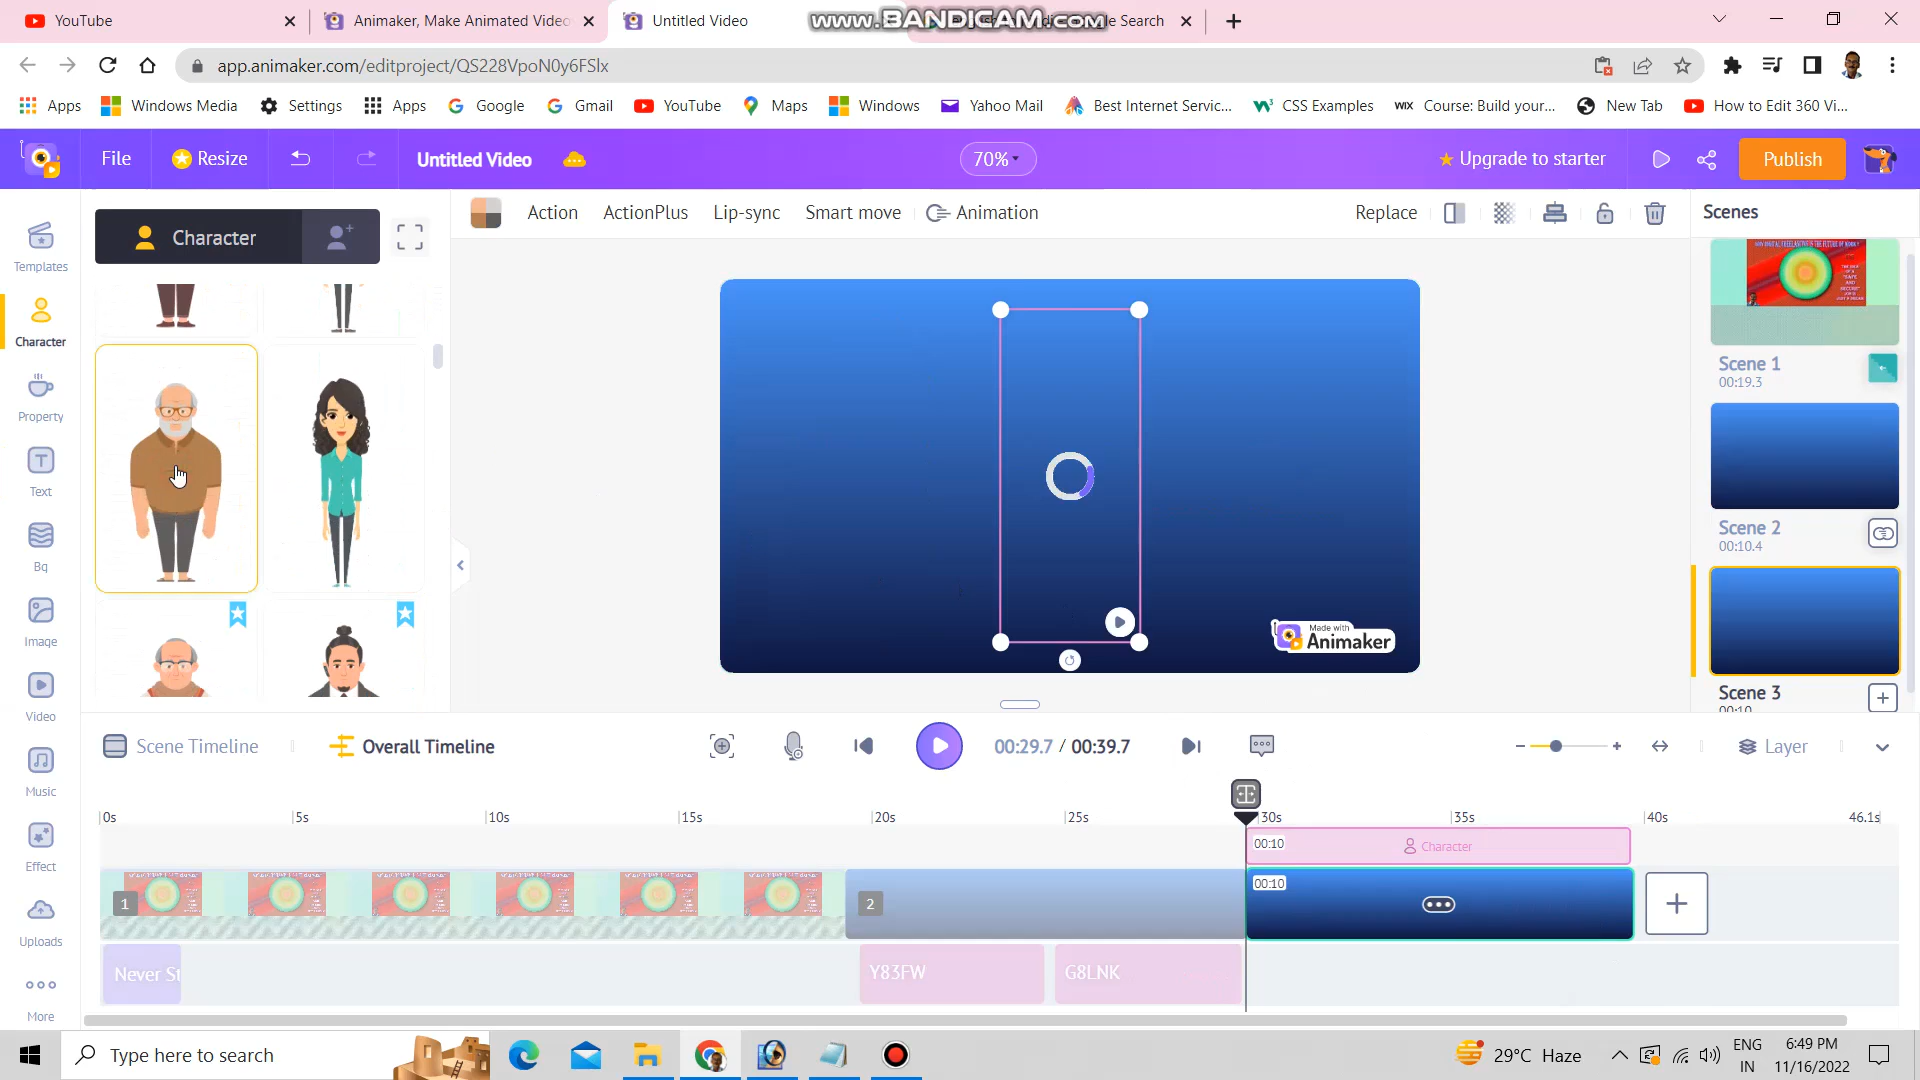 YouTube
Animaker, Make Animated Video
Untitled Video
www.BANDICAM.com
gle Search
app.animaker.com/editproject/QS228VpoN0y6FSlx
Apps
Windows Media
Settings
Apps
Google
Gmail
YouTube
Maps
Windows
Yahoo Mail
Best Internet Servic...
CSS Examples
WIX Course: Build your...
New Tab
How to Edit 360 Vi...
File
Resize
Untitled Video
70%
Upgrade to starter
Publish
Templates
Character
Property
Text
Bg
Image
Video
Music
Effect
Uploads
More
Character
Action
ActionPlus
Lip-sync
Smart move
Animation
Replace
Scenes
Made with
Animaker
Scene 1
00:19.3
Scene 2
00:10.4
Scene 3
00:10
Scene Timeline
Overall Timeline
00:29.7 / 00:39.7
Layer
0s
5s
10s
15s
20s
25s
30s
35s
40s
46.1s
00:10
Character
1
2
00:10
Never St
Y83FW
G8LNK
Type here to search
29°C Haze
ENG
IN
6:49 PM
11/16/2022